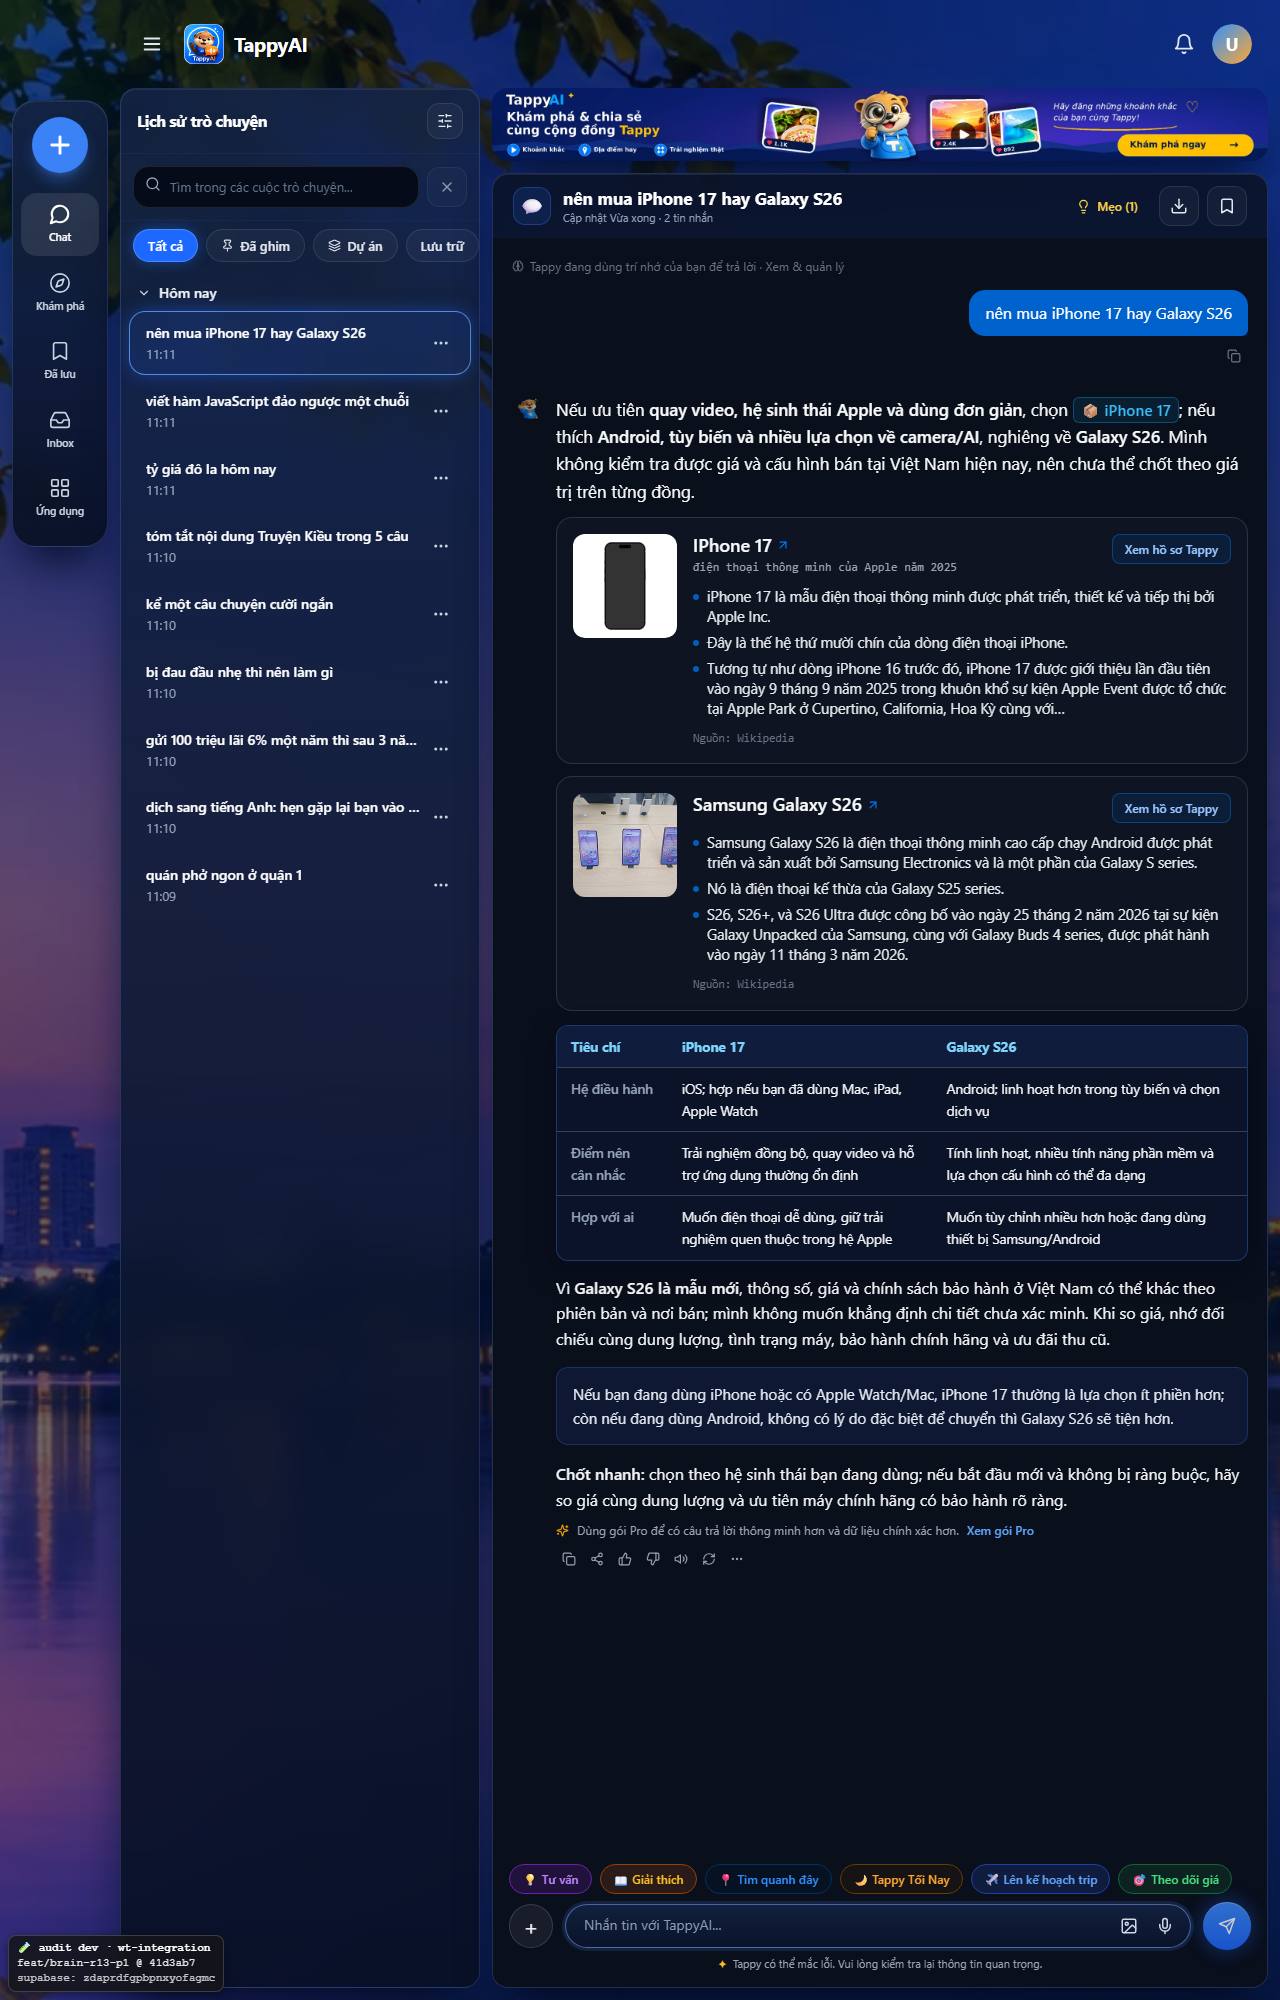 TappyAI
U
Lịch sử trò chuyện
Tìm trong các cuộc trò chuyện...
Tất cả
Đã ghim
Dự án
Lưu trữ
Hôm nay
nên mua iPhone 17 hay Galaxy S26
11:11
viết hàm JavaScript đảo ngược một chuỗi
11:11
tỷ giá đô la hôm nay
11:11
tóm tắt nội dung Truyện Kiều trong 5 câu
11:10
kể một câu chuyện cười ngắn
11:10
bị đau đầu nhẹ thì nên làm gì
11:10
gửi 100 triệu lãi 6% một năm thì sau 3 nă...
11:10
dịch sang tiếng Anh: hẹn gặp lại bạn vào ...
11:10
quán phở ngon ở quận 1
11:09
Chat
Khám phá
Đã lưu
Inbox
Ứng dụng
TappyAI
Khám phá & chia sẻ
cùng cộng đồng Tappy
Khoảnh khắc
Địa điểm hay
Trải nghiệm thật
1.1K
2.4K
892
Hãy đăng những khoảnh khắc
của bạn cùng Tappy!
Khám phá ngay →
nên mua iPhone 17 hay Galaxy S26
Cập nhật Vừa xong · 2 tin nhắn
Mẹo (1)
Tappy đang dùng trí nhớ của bạn để trả lời · Xem & quản lý
nên mua iPhone 17 hay Galaxy S26
Nếu ưu tiên quay video, hệ sinh thái Apple và dùng đơn giản, chọn iPhone 17; nếu
thích Android, tùy biến và nhiều lựa chọn về camera/AI, nghiêng về Galaxy S26. Mình
không kiểm tra được giá và cấu hình bán tại Việt Nam hiện nay, nên chưa thể chốt theo giá
trị trên từng đồng.
IPhone 17
Xem hồ sơ Tappy
điện thoại thông minh của Apple năm 2025
iPhone 17 là mẫu điện thoại thông minh được phát triển, thiết kế và tiếp thị bởi
Apple Inc.
Đây là thế hệ thứ mười chín của dòng điện thoại iPhone.
Tương tự như dòng iPhone 16 trước đó, iPhone 17 được giới thiệu lần đầu tiên
vào ngày 9 tháng 9 năm 2025 trong khuôn khổ sự kiện Apple Event được tổ chức
tại Apple Park ở Cupertino, California, Hoa Kỳ cùng với...
Nguồn: Wikipedia
Samsung Galaxy S26
Xem hồ sơ Tappy
Samsung Galaxy S26 là điện thoại thông minh cao cấp chạy Android được phát
triển và sản xuất bởi Samsung Electronics và là một phần của Galaxy S series.
Nó là điện thoại kế thừa của Galaxy S25 series.
S26, S26+, và S26 Ultra được công bố vào ngày 25 tháng 2 năm 2026 tại sự kiện
Galaxy Unpacked của Samsung, cùng với Galaxy Buds 4 series, được phát hành
vào ngày 11 tháng 3 năm 2026.
Nguồn: Wikipedia
Tiêu chí
iPhone 17
Galaxy S26
Hệ điều hành
iOS; hợp nếu bạn đã dùng Mac, iPad,
Apple Watch
Android; linh hoạt hơn trong tùy biến và chọn
dịch vụ
Điểm nên
cân nhắc
Trải nghiệm đồng bộ, quay video và hỗ
trợ ứng dụng thường ổn định
Tính linh hoạt, nhiều tính năng phần mềm và
lựa chọn cấu hình có thể đa dạng
Hợp với ai
Muốn điện thoại dễ dùng, giữ trải
nghiệm quen thuộc trong hệ Apple
Muốn tùy chỉnh nhiều hơn hoặc đang dùng
thiết bị Samsung/Android
Vì Galaxy S26 là mẫu mới, thông số, giá và chính sách bảo hành ở Việt Nam có thể khác theo
phiên bản và nơi bán; mình không muốn khẳng định chi tiết chưa xác minh. Khi so giá, nhớ đối
chiếu cùng dung lượng, tình trạng máy, bảo hành chính hãng và ưu đãi thu cũ.
Nếu bạn đang dùng iPhone hoặc có Apple Watch/Mac, iPhone 17 thường là lựa chọn ít phiền hơn;
còn nếu đang dùng Android, không có lý do đặc biệt để chuyển thì Galaxy S26 sẽ tiện hơn.
Chốt nhanh: chọn theo hệ sinh thái bạn đang dùng; nếu bắt đầu mới và không bị ràng buộc, hãy
so giá cùng dung lượng và ưu tiên máy chính hãng có bảo hành rõ ràng.
Dùng gói Pro để có câu trả lời thông minh hơn và dữ liệu chính xác hơn. Xem gói Pro
Tư vấn
Giải thích
Tìm quanh đây
Tappy Tối Nay
Lên kế hoạch trip
Theo dõi giá
Nhắn tin với TappyAI...
Tappy có thể mắc lỗi. Vui lòng kiểm tra lại thông tin quan trọng.
audit dev · wt-integration
feat/brain-r13-p1 @ 41d3ab7
supabase: zdaprdfgpbpnxyofagmc